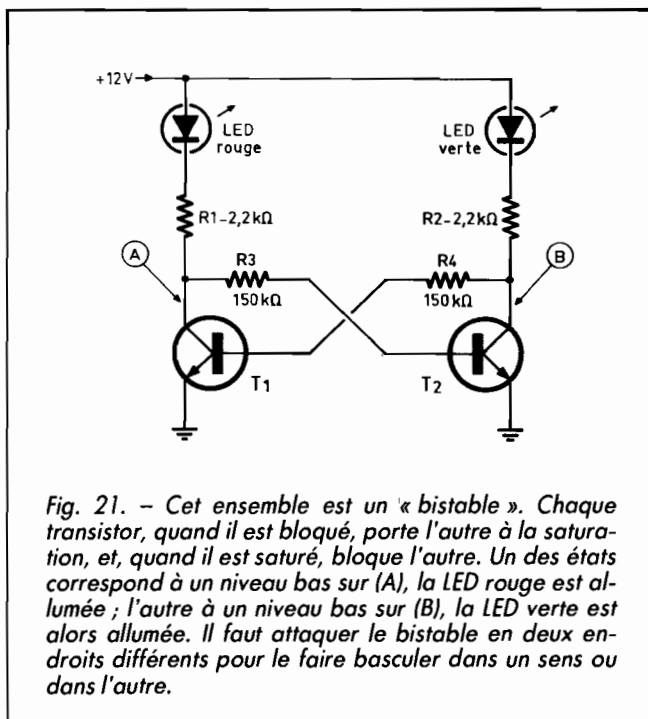 +12V
LED
rouge
LED
verte
R1-2,2kΩ
R2-2,2kΩ
A
R3
R4
B
150kΩ
150kΩ
T1
T2
Fig. 21. – Cet ensemble est un « bistable ». Chaque
transistor, quand il est bloqué, porte l'autre à la satura-
tion, et, quand il est saturé, bloque l'autre. Un des états
correspond à un niveau bas sur (A), la LED rouge est al-
lumée ; l'autre à un niveau bas sur (B), la LED verte est
alors allumée. Il faut attaquer le bistable en deux en-
droits différents pour le faire basculer dans un sens ou
dans l'autre.